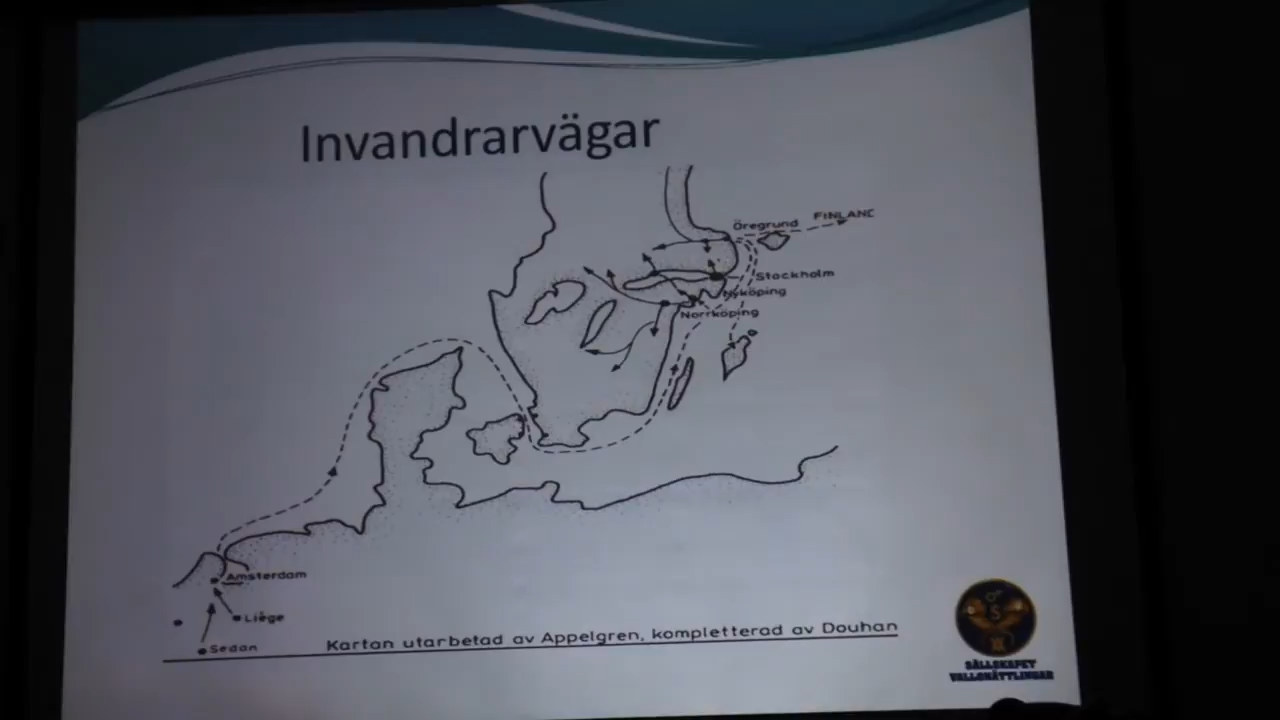 Invandrarvägar
Öregrund
FINLAND
Stockholm
Nyköping
Norrköping
Amsterdam
Liège
Sedan
Kartan utarbetad av Appelgren, kompletterad av Douhan
S
SÄLLSKAPET
VALLONÄTTLINGAR